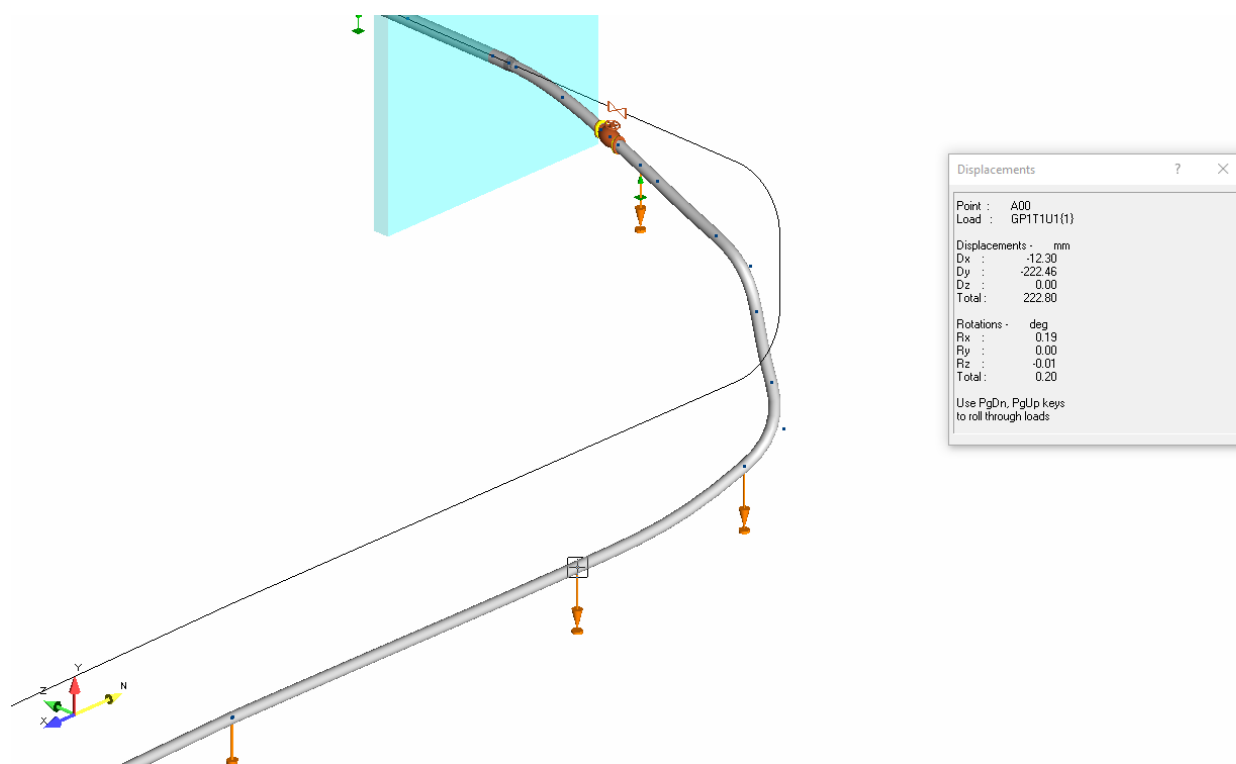 Displacements ? ×
Point : A00
Load : GP1T1U1{1}
Displacements - mm
Dx : -12.30
Dy : -222.46
Dz : 0.00
Total : 222.80
Rotations - deg
Rx : 0.19
Ry : 0.00
Rz : -0.01
Total : 0.20
Use PgDn, PgUp keys
to roll through loads
Y
Z
N
X